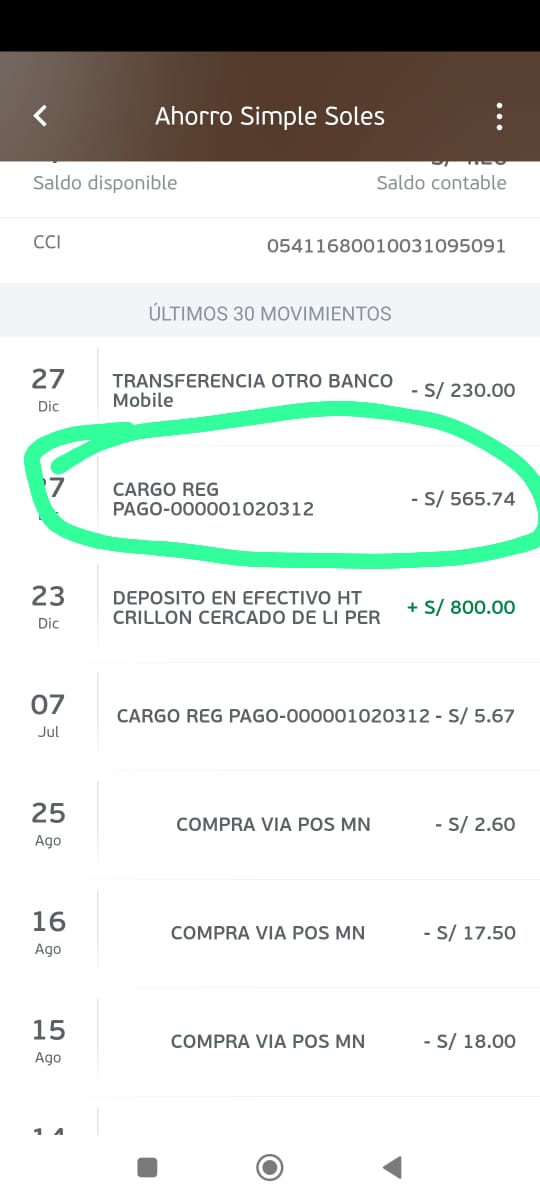 Ahorro Simple Soles
Saldo disponible Saldo contable
CCI 05411680010031095091
ÚLTIMOS 30 MOVIMIENTOS
27 TRANSFERENCIA OTRO BANCO - S/ 230.00
Dic Mobile
CARGO REG - S/ 565.74
PAGO-000001020312
23 DEPOSITO EN EFECTIVO HT + S/ 800.00
Dic CRILLON CERCADO DE LI PER
07 CARGO REG PAGO-000001020312 - S/ 5.67
Jul
25 COMPRA VIA POS MN - S/ 2.60
Ago
16 COMPRA VIA POS MN - S/ 17.50
Ago
15 COMPRA VIA POS MN - S/ 18.00
Ago